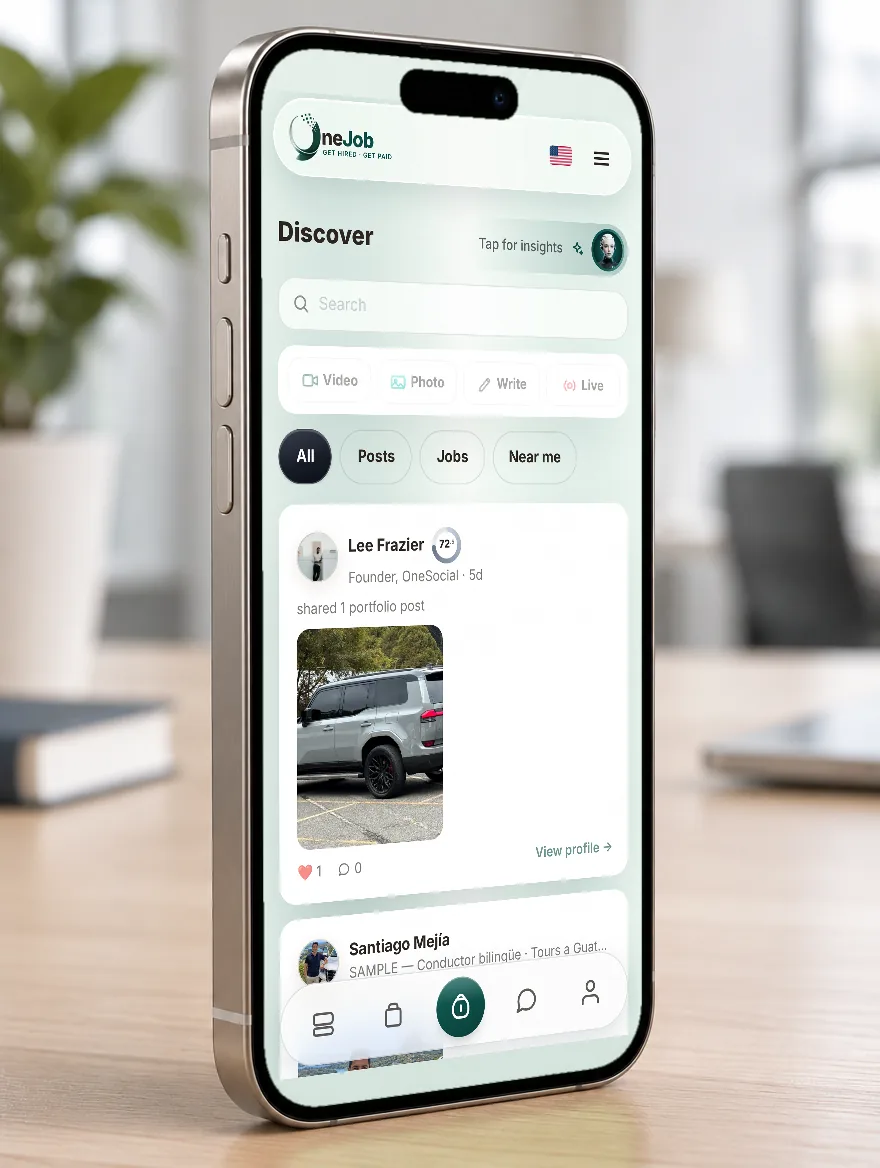 OneJob
GET HIRED · GET PAID
Discover
Tap for insights
Search
Video
Photo
Write
Live
All
Posts
Jobs
Near me
Lee Frazier
72
Founder, OneSocial · 5d
shared 1 portfolio post
1
0
View profile →
Santiago Mejía
SAMPLE — Conductor bilingüe · Tours a Guat...